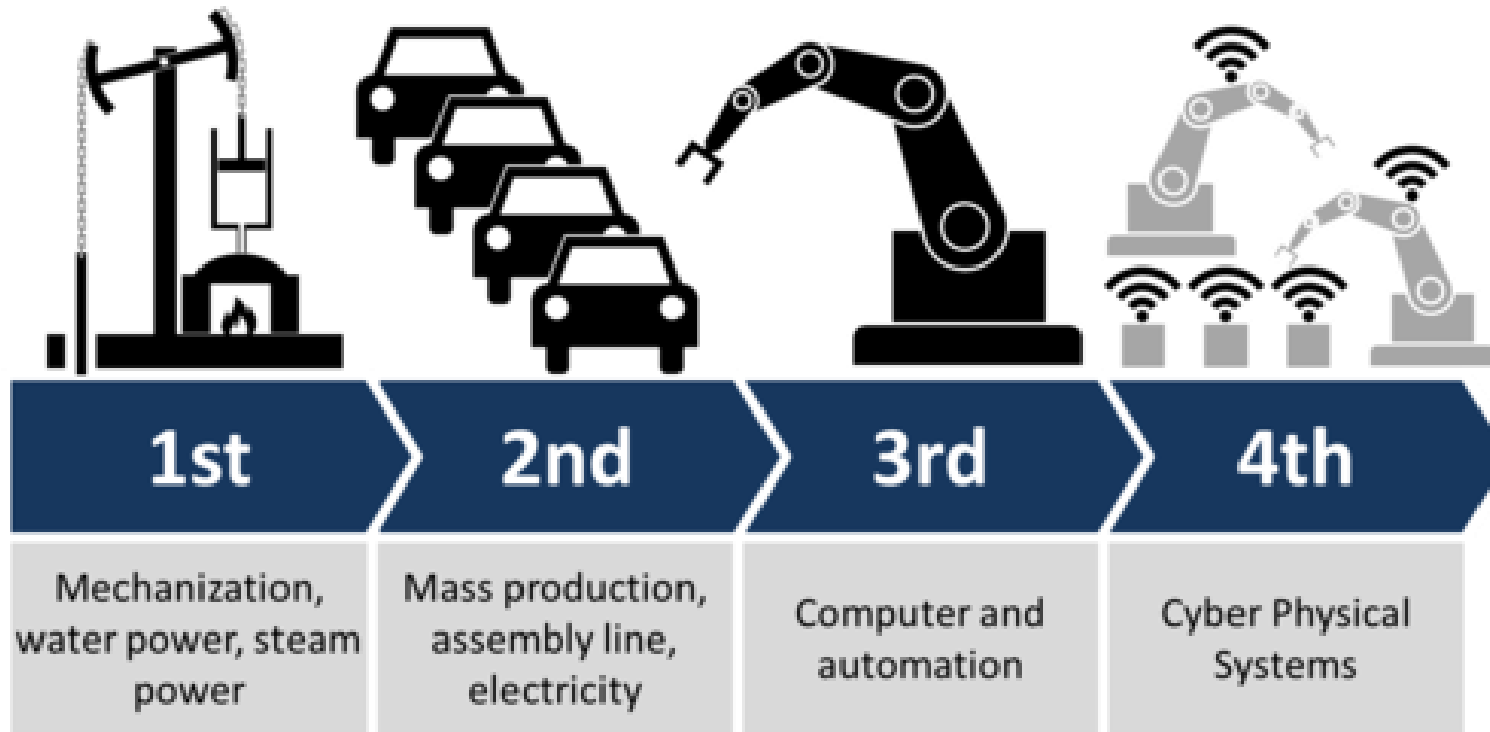 1st
2nd
3rd
4th
Mechanization,
water power, steam
power
Mass production,
assembly line,
electricity
Computer and
automation
Cyber Physical
Systems